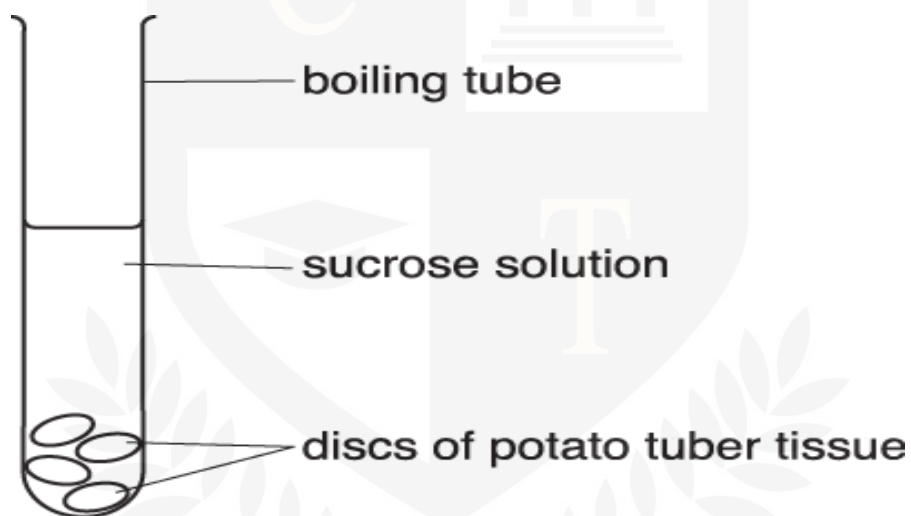 boiling tube
sucrose solution
discs of potato tuber tissue
C
T